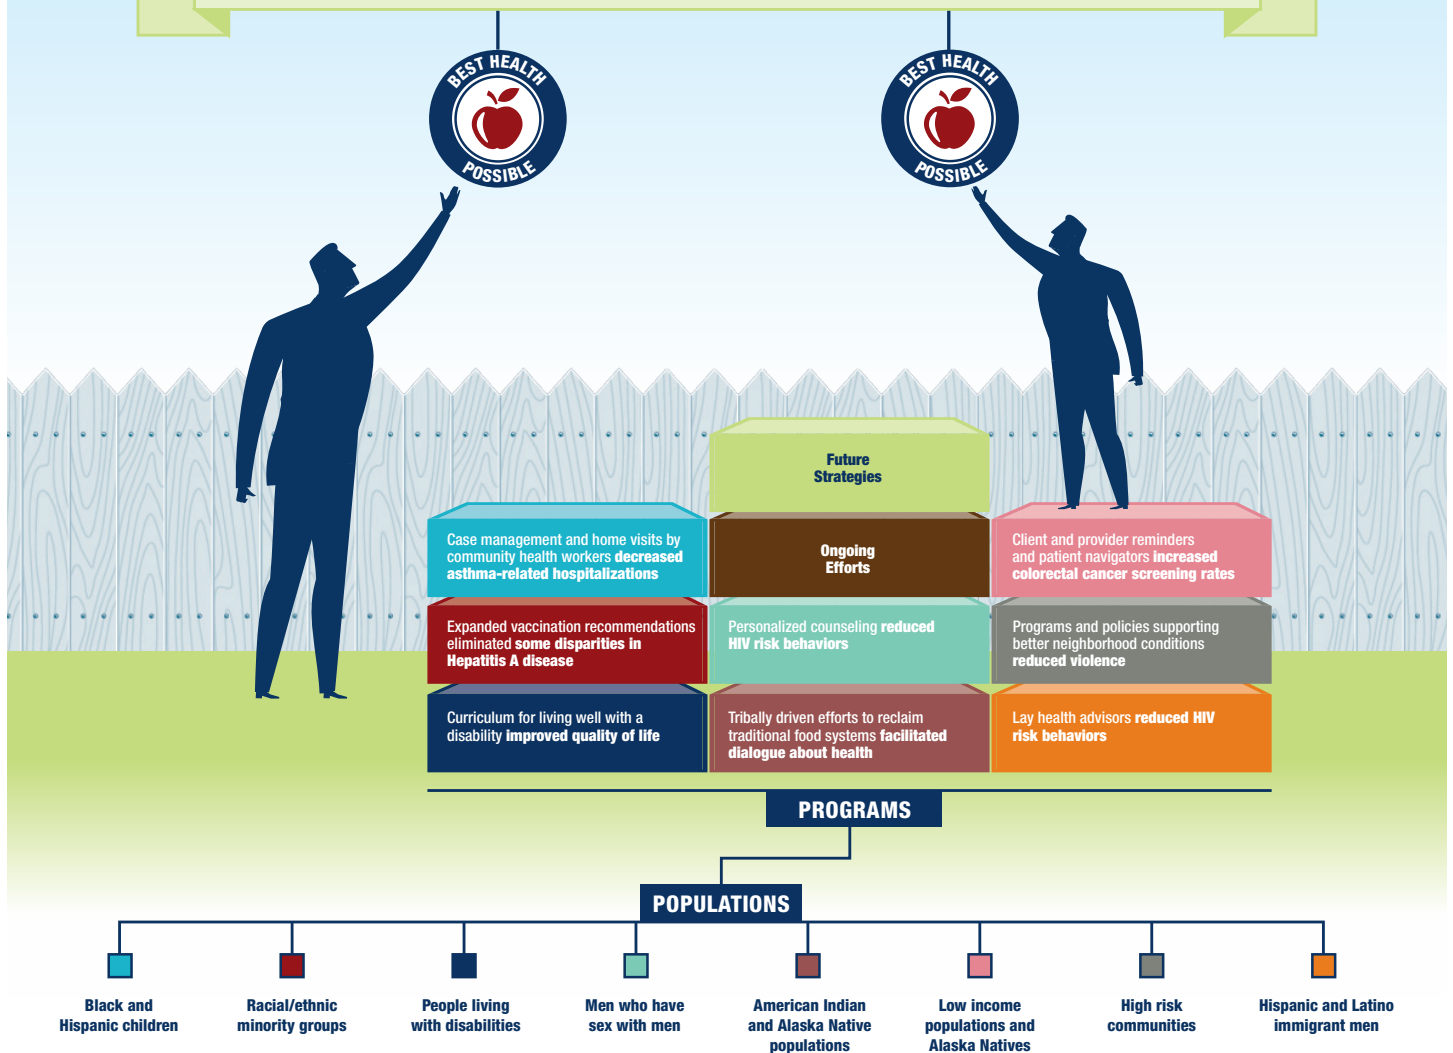 BEST HEALTH
POSSIBLE
BEST HEALTH
POSSIBLE
Future
Strategies
Case management and home visits by
community health workers decreased
asthma-related hospitalizations
Ongoing
Efforts
Client and provider reminders
and patient navigators increased
colorectal cancer screening rates
Expanded vaccination recommendations
eliminated some disparities in
Hepatitis A disease
Personalized counseling reduced
HIV risk behaviors
Programs and policies supporting
better neighborhood conditions
reduced violence
Curriculum for living well with a
disability improved quality of life
Tribally driven efforts to reclaim
traditional food systems facilitated
dialogue about health
Lay health advisors reduced HIV
risk behaviors
PROGRAMS
POPULATIONS
Black and
Hispanic children
Racial/ethnic
minority groups
People living
with disabilities
Men who have
sex with men
American Indian
and Alaska Native
populations
Low income
populations and
Alaska Natives
High risk
communities
Hispanic and Latino
immigrant men